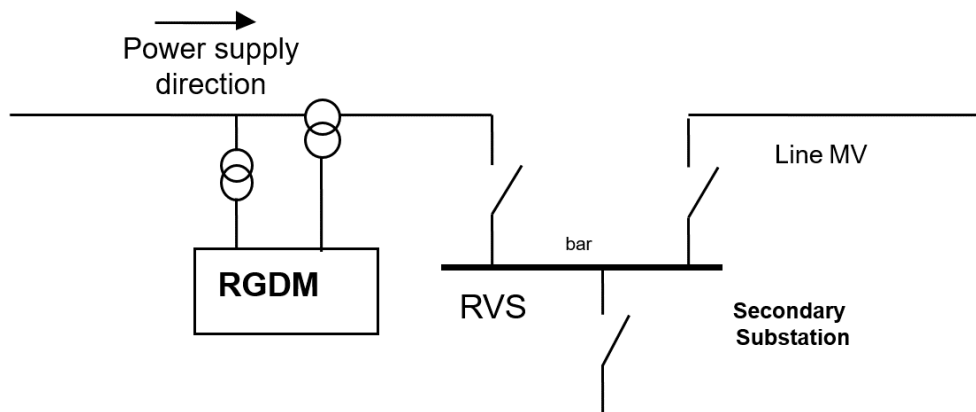 Power supply
direction
Line MV
bar
RGDM
RVS
Secondary
Substation